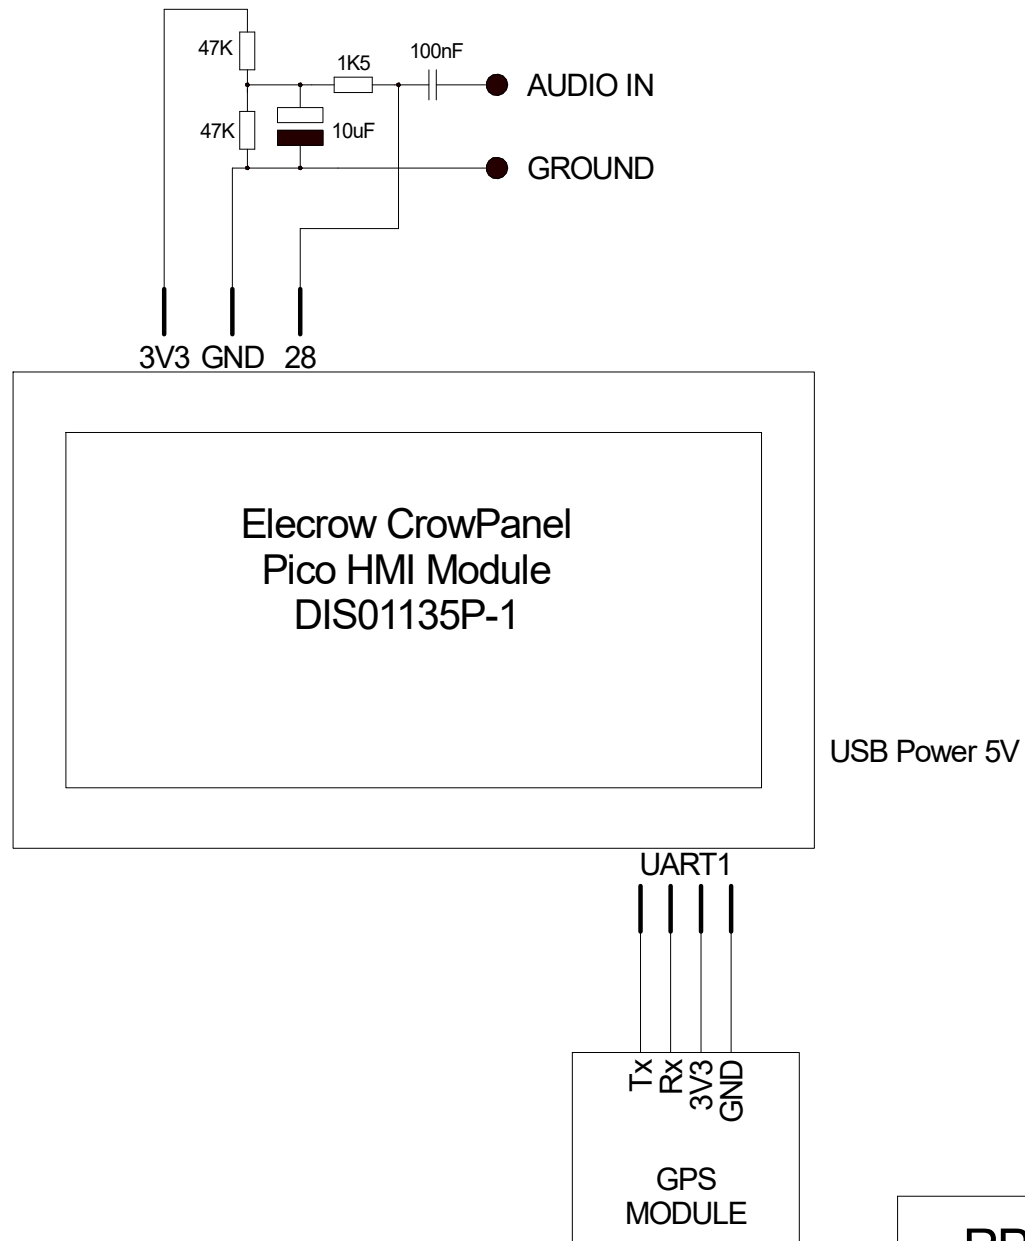 47K
1K5
100nF
AUDIO IN
47K
10uF
GROUND
3V3 GND 28
Elecrow CrowPanel
Pico HMI Module
DIS01135P-1
USB Power 5V
UART1
Tx
Rx
3V3
GND
GPS
MODULE